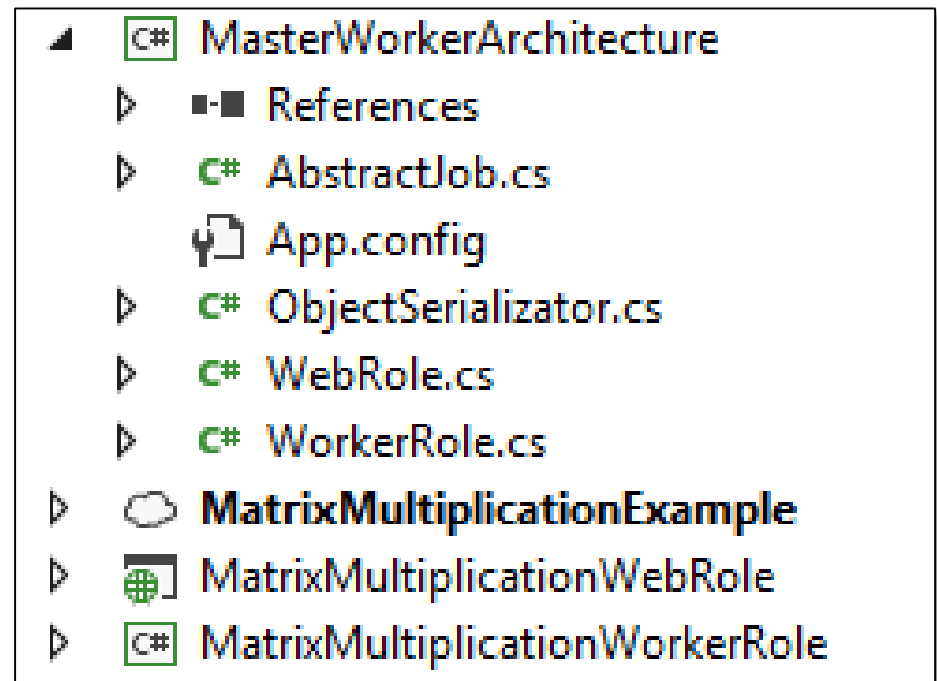 C# MasterWorkerArchitecture
References
C# AbstractJob.cs
App.config
C# ObjectSerializator.cs
C# WebRole.cs
C# WorkerRole.cs
MatrixMultiplicationExample
MatrixMultiplicationWebRole
C# MatrixMultiplicationWorkerRole